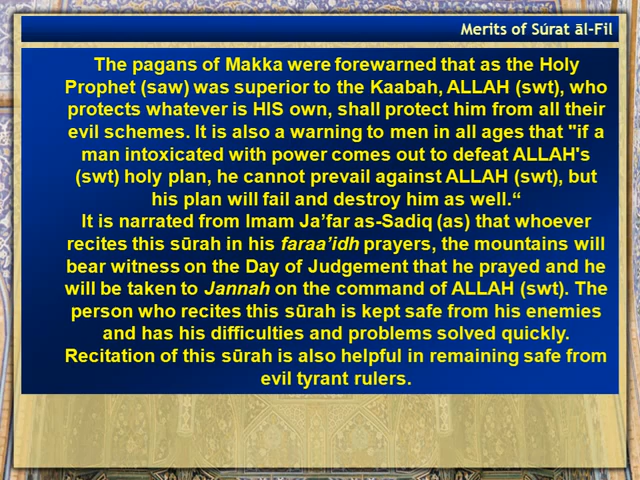 Merits of Súrat āl-Fil
The pagans of Makka were forewarned that as the Holy
Prophet (saw) was superior to the Kaabah, ALLAH (swt), who
protects whatever is HIS own, shall protect him from all their
evil schemes. It is also a warning to men in all ages that "if a
man intoxicated with power comes out to defeat ALLAH's
(swt) holy plan, he cannot prevail against ALLAH (swt), but
his plan will fail and destroy him as well.“
It is narrated from Imam Ja’far as-Sadiq (as) that whoever
recites this sūrah in his faraa’idh prayers, the mountains will
bear witness on the Day of Judgement that he prayed and he
will be taken to Jannah on the command of ALLAH (swt). The
person who recites this sūrah is kept safe from his enemies
and has his difficulties and problems solved quickly.
Recitation of this sūrah is also helpful in remaining safe from
evil tyrant rulers.